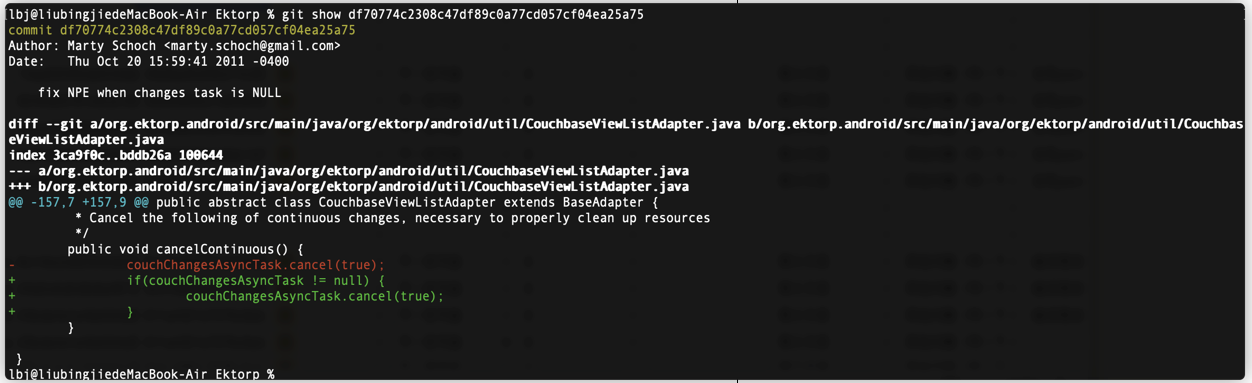 lbj@liubingjiedeMacBook-Air Ektorp % git show df70774c2308c47df89c0a77cd057cf04ea25a75
commit df70774c2308c47df89c0a77cd057cf04ea25a75
Author: Marty Schoch <marty.schoch@gmail.com>
Date:   Thu Oct 20 15:59:41 2011 -0400
    fix NPE when changes task is NULL
diff --git a/org.ektorp.android/src/main/java/org/ektorp/android/util/CouchbaseViewListAdapter.java b/org.ektorp.android/src/main/java/org/ektorp/android/util/Couchbas
eViewListAdapter.java
index 3ca9f0c..bddb26a 100644
--- a/org.ektorp.android/src/main/java/org/ektorp/android/util/CouchbaseViewListAdapter.java
+++ b/org.ektorp.android/src/main/java/org/ektorp/android/util/CouchbaseViewListAdapter.java
@@ -157,7 +157,9 @@ public abstract class CouchbaseViewListAdapter extends BaseAdapter {
         * Cancel the following of continuous changes, necessary to properly clean up resources
         */
        public void cancelContinuous() {
-               couchChangesAsyncTask.cancel(true);
+               if(couchChangesAsyncTask != null) {
+                       couchChangesAsyncTask.cancel(true);
+               }
        }
 }
lbj@liubingjiedeMacBook-Air Ektorp %